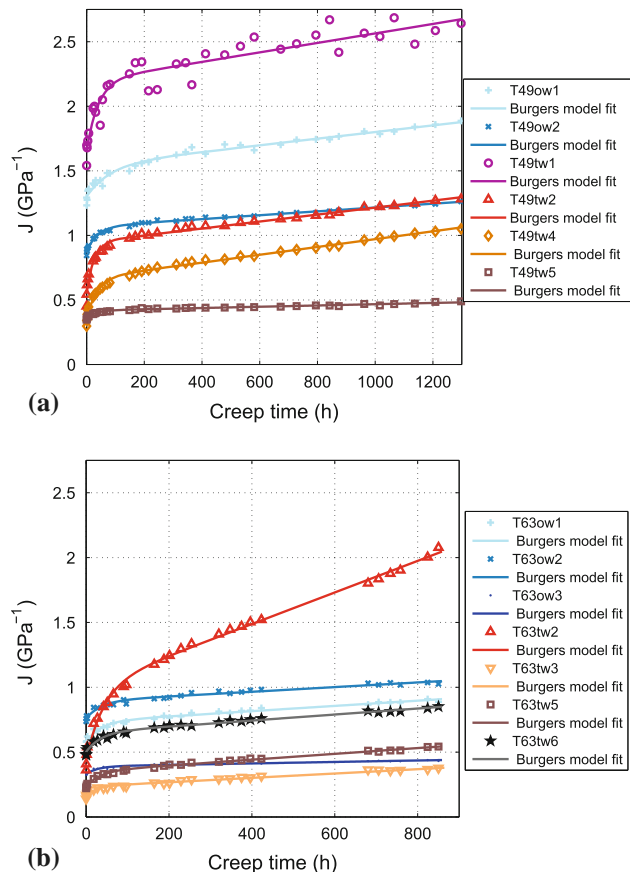 2.5
2
1.5
1
0.5
0
J (GPa⁻¹)
0 200 400 600 800 1000 1200
Creep time (h)
(a)
T49ow1
Burgers model fit
T49ow2
Burgers model fit
T49tw1
Burgers model fit
T49tw2
Burgers model fit
T49tw4
Burgers model fit
T49tw5
Burgers model fit
2.5
2
1.5
1
0.5
0
J (GPa⁻¹)
0 200 400 600 800
Creep time (h)
(b)
T63ow1
Burgers model fit
T63ow2
Burgers model fit
T63ow3
Burgers model fit
T63tw2
Burgers model fit
T63tw3
Burgers model fit
T63tw5
Burgers model fit
T63tw6
Burgers model fit